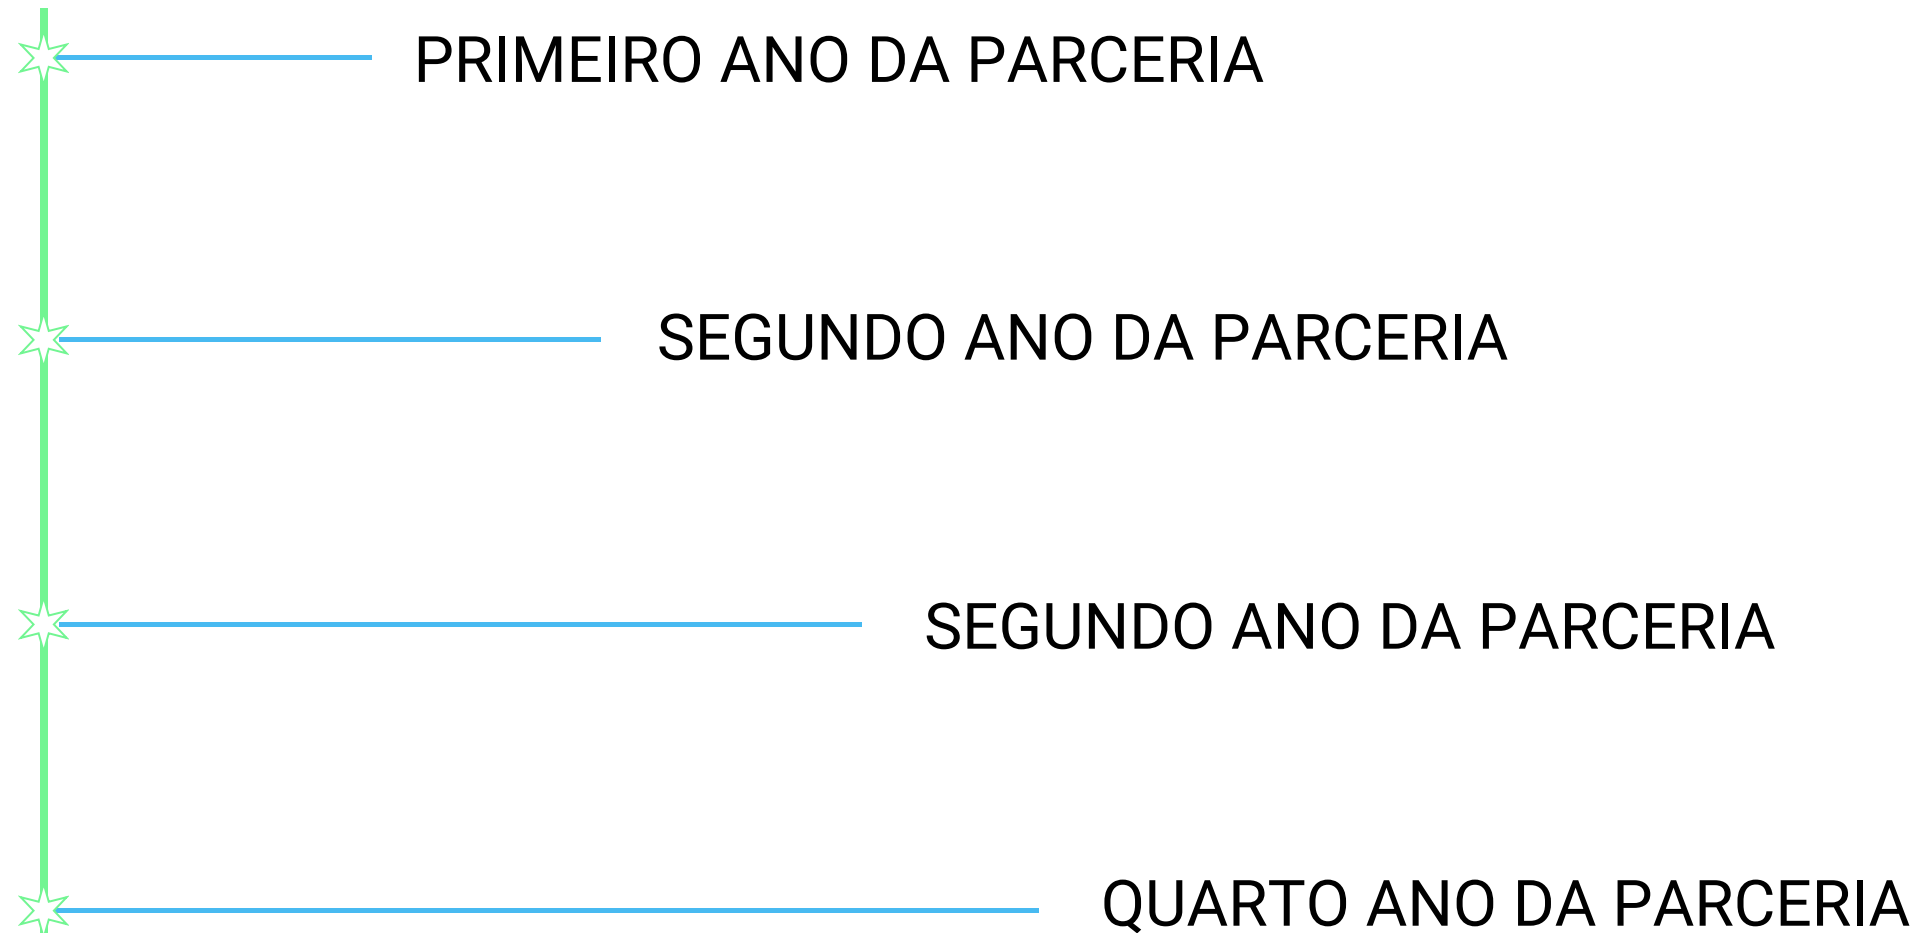 PRIMEIRO ANO DA PARCERIA
SEGUNDO ANO DA PARCERIA
SEGUNDO ANO DA PARCERIA
QUARTO ANO DA PARCERIA